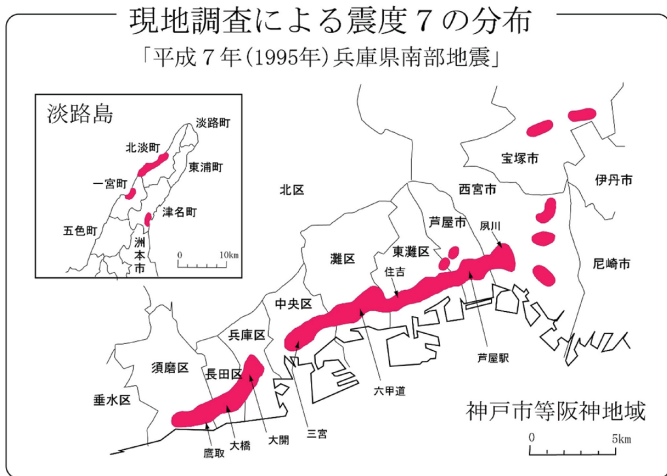 現地調査による震度７の分布
「平成７年(1995年)兵庫県南部地震」
淡路島
淡路町
北淡町
東浦町
一宮町
津名町
五色町
洲本市
0 10km
宝塚市
伊丹市
北区
西宮市
芦屋市
夙川
東灘区
灘区
住吉
尼崎市
中央区
兵庫区
芦屋駅
須磨区
長田区
六甲道
垂水区
三宮
大開
大橋
鷹取
神戸市等阪神地域
0 5km